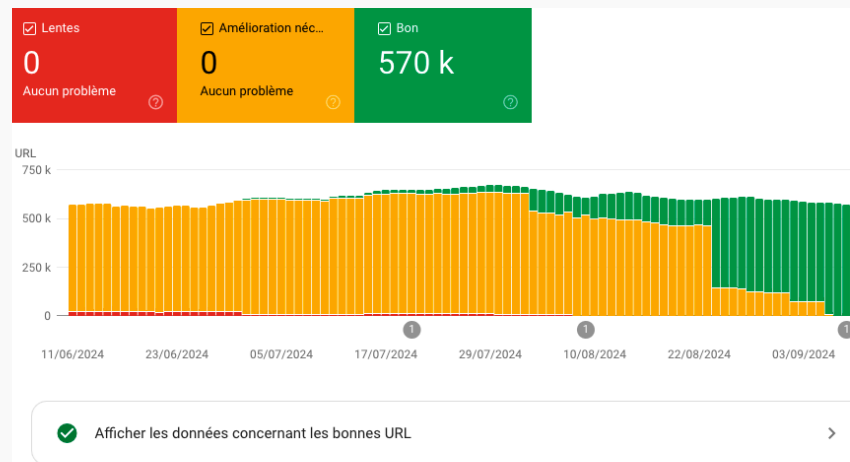 Lentes
0
Aucun problème
Amélioration néc...
0
Aucun problème
Bon
570 k
URL
750 k
500 k
250 k
0
1 1 1
11/06/2024 23/06/2024 05/07/2024 17/07/2024 29/07/2024 10/08/2024 22/08/2024 03/09/2024
Afficher les données concernant les bonnes URL